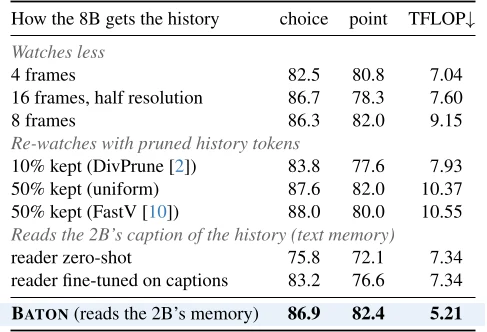 How the 8B gets the history choice point TFLOP↓
Watches less
4 frames 82.5 80.8 7.04
16 frames, half resolution 86.7 78.3 7.60
8 frames 86.3 82.0 9.15
Re-watches with pruned history tokens
10% kept (DivPrune [2]) 83.8 77.6 7.93
50% kept (uniform) 87.6 82.0 10.37
50% kept (FastV [10]) 88.0 80.0 10.55
Reads the 2B's caption of the history (text memory)
reader zero-shot 75.8 72.1 7.34
reader fine-tuned on captions 83.2 76.6 7.34
BATON (reads the 2B's memory) 86.9 82.4 5.21